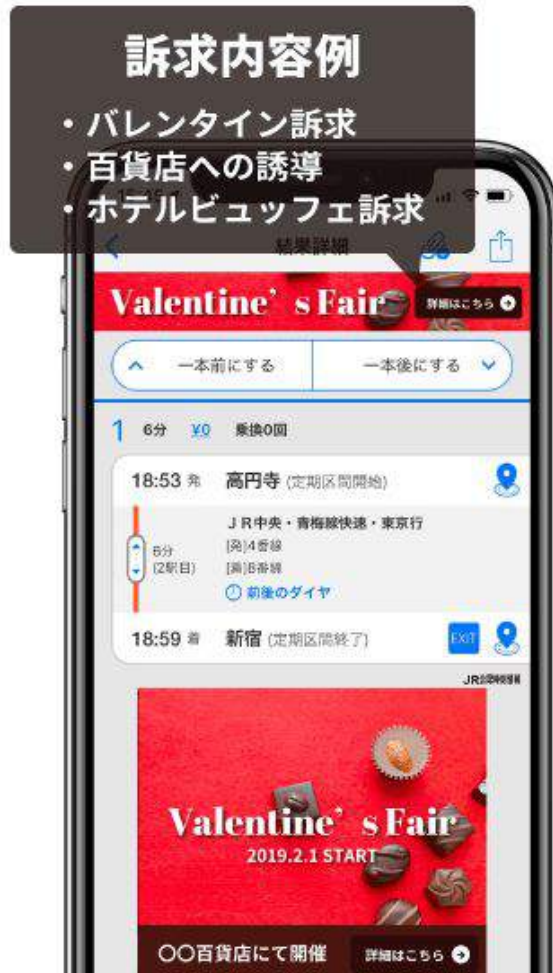 訴求内容例
・バレンタイン訴求
・百貨店への誘導
・ホテルビュッフェ訴求
結果詳細
Valentine’s Fair
詳細はこちら
一本前にする
一本後にする
1 6分 ¥0 乗換0回
18:53 発 高円寺 (定期区間開始)
JR中央・青梅線快速・東京行
6分
(2駅目)
[発]4番線
[着]8番線
前後のダイヤ
18:59 着 新宿 (定期区間終了)
EXIT
Valentine’s Fair
2019.2.1 START
〇〇百貨店にて開催
詳細はこちら